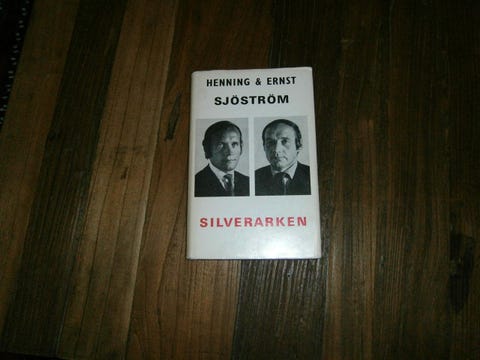 HENNING & ERNST
SJÖSTRÖM
SILVERARKEN